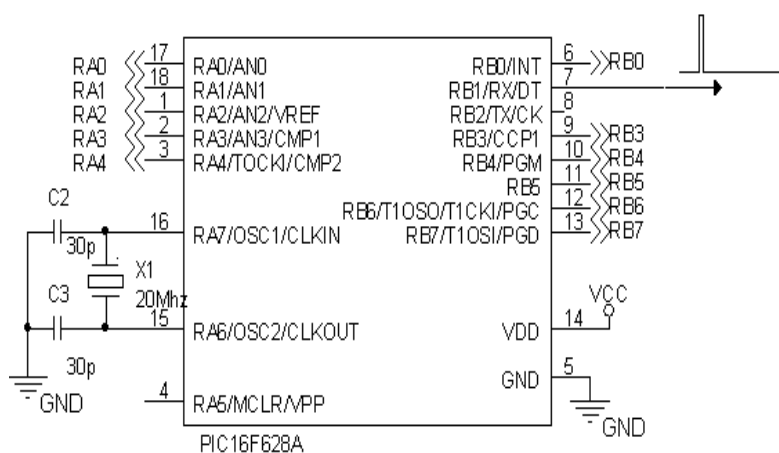 RA0 17 RA0/AN0 RB0/INT 6 RB0
RA1 18 RA1/AN1 RB1/RX/DT 7
RA2 1 RA2/AN2/VREF RB2/TX/CK 8
RA3 2 RA3/AN3/CMP1 RB3/CCP1 9 RB3
RA4 3 RA4/TOCKI/CMP2 RB4/PGM 10 RB4
RB5 11 RB5
RB6/T1OSO/T1CKI/PGC 12 RB6
C2 16 RA7/OSC1/CLKIN RB7/T1OSI/PGD 13 RB7
30p
X1
20Mhz
C3 15 RA6/OSC2/CLKOUT VDD 14 VCC
30p
GND 5
GND
4 RA5/MCLR/VPP
GND
PIC16F628A